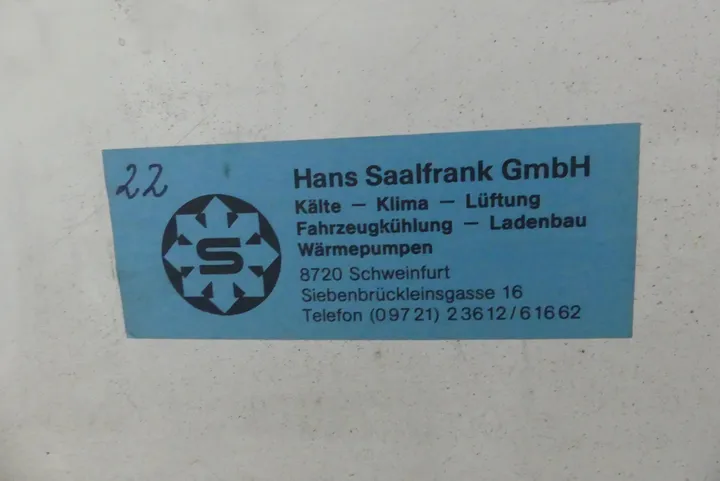 22
Hans Saalfrank GmbH
Kälte – Klima – Lüftung
Fahrzeugkühlung – Ladenbau
Wärmepumpen
8720 Schweinfurt
Siebenbrückleinsgasse 16
Telefon (09721) 23612/61662
S